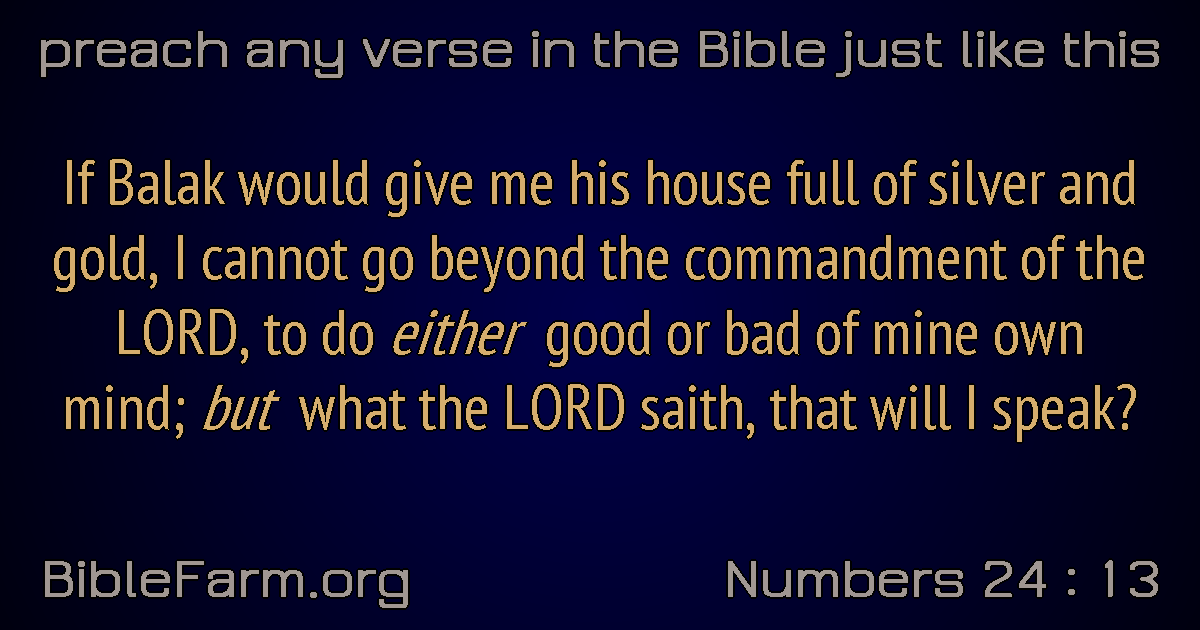 preach any verse in the Bible just like this
If Balak would give me his house full of silver and
gold, I cannot go beyond the commandment of the
LORD, to do either good or bad of mine own
mind; but what the LORD saith, that will I speak?
BibleFarm.org
Numbers 24 : 13